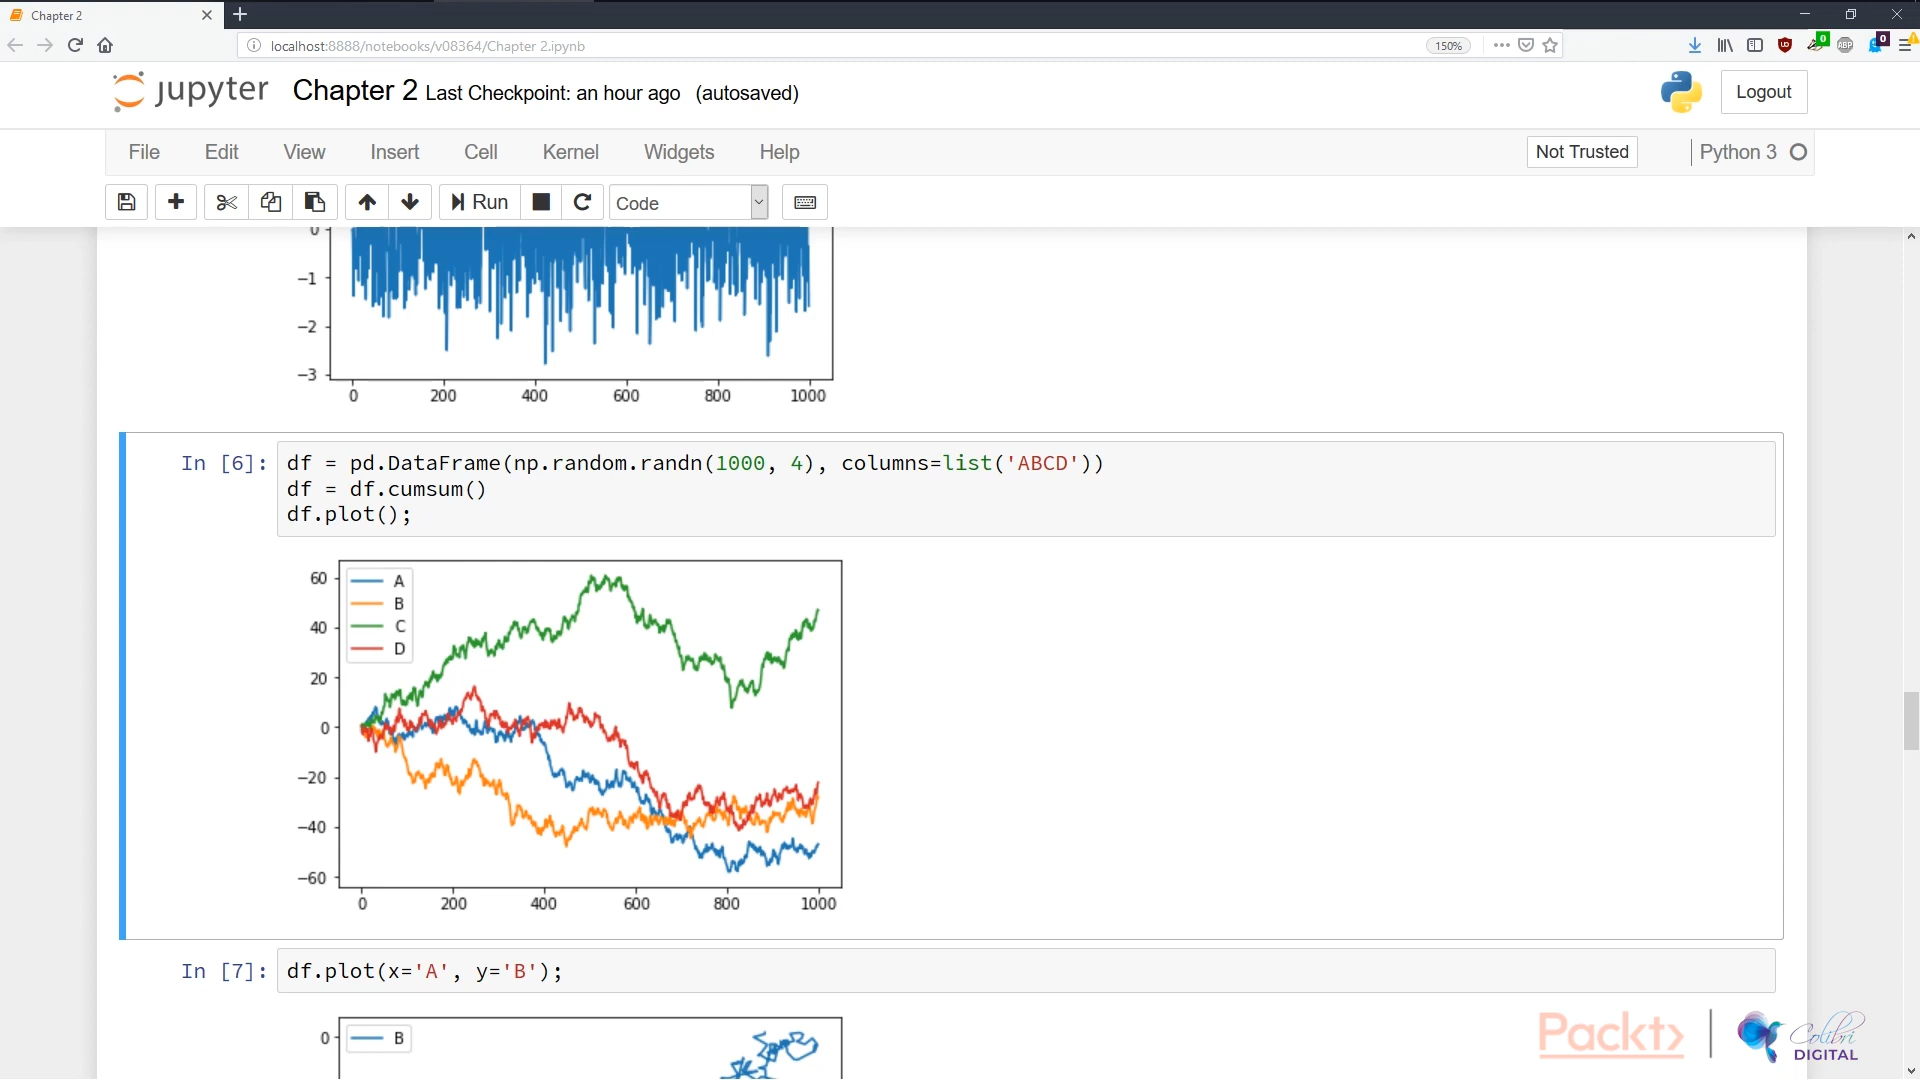 Chapter 2
localhost:8888/notebooks/v08364/Chapter 2.ipynb
150%
0
ABP
0
jupyter
Chapter 2 Last Checkpoint: an hour ago (autosaved)
Logout
File Edit View Insert Cell Kernel Widgets Help
Not Trusted
Python 3
Run
Code
0
−1
−2
−3
0 200 400 600 800 1000
In [6]:
df = pd.DataFrame(np.random.randn(1000, 4), columns=list('ABCD'))
df = df.cumsum()
df.plot();
A
B
C
D
60
40
20
0
−20
−40
−60
0 200 400 600 800 1000
In [7]:
df.plot(x='A', y='B');
0
B
Packt>
Colibri
DIGITAL